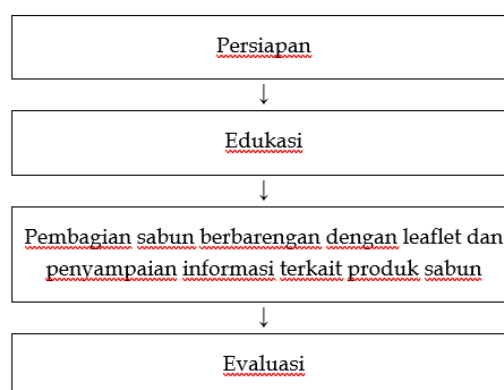 Persiapan
↓
Edukasi
↓
Pembagian sabun berbarengan dengan leaflet dan
penyampaian informasi terkait produk sabun
↓
Evaluasi